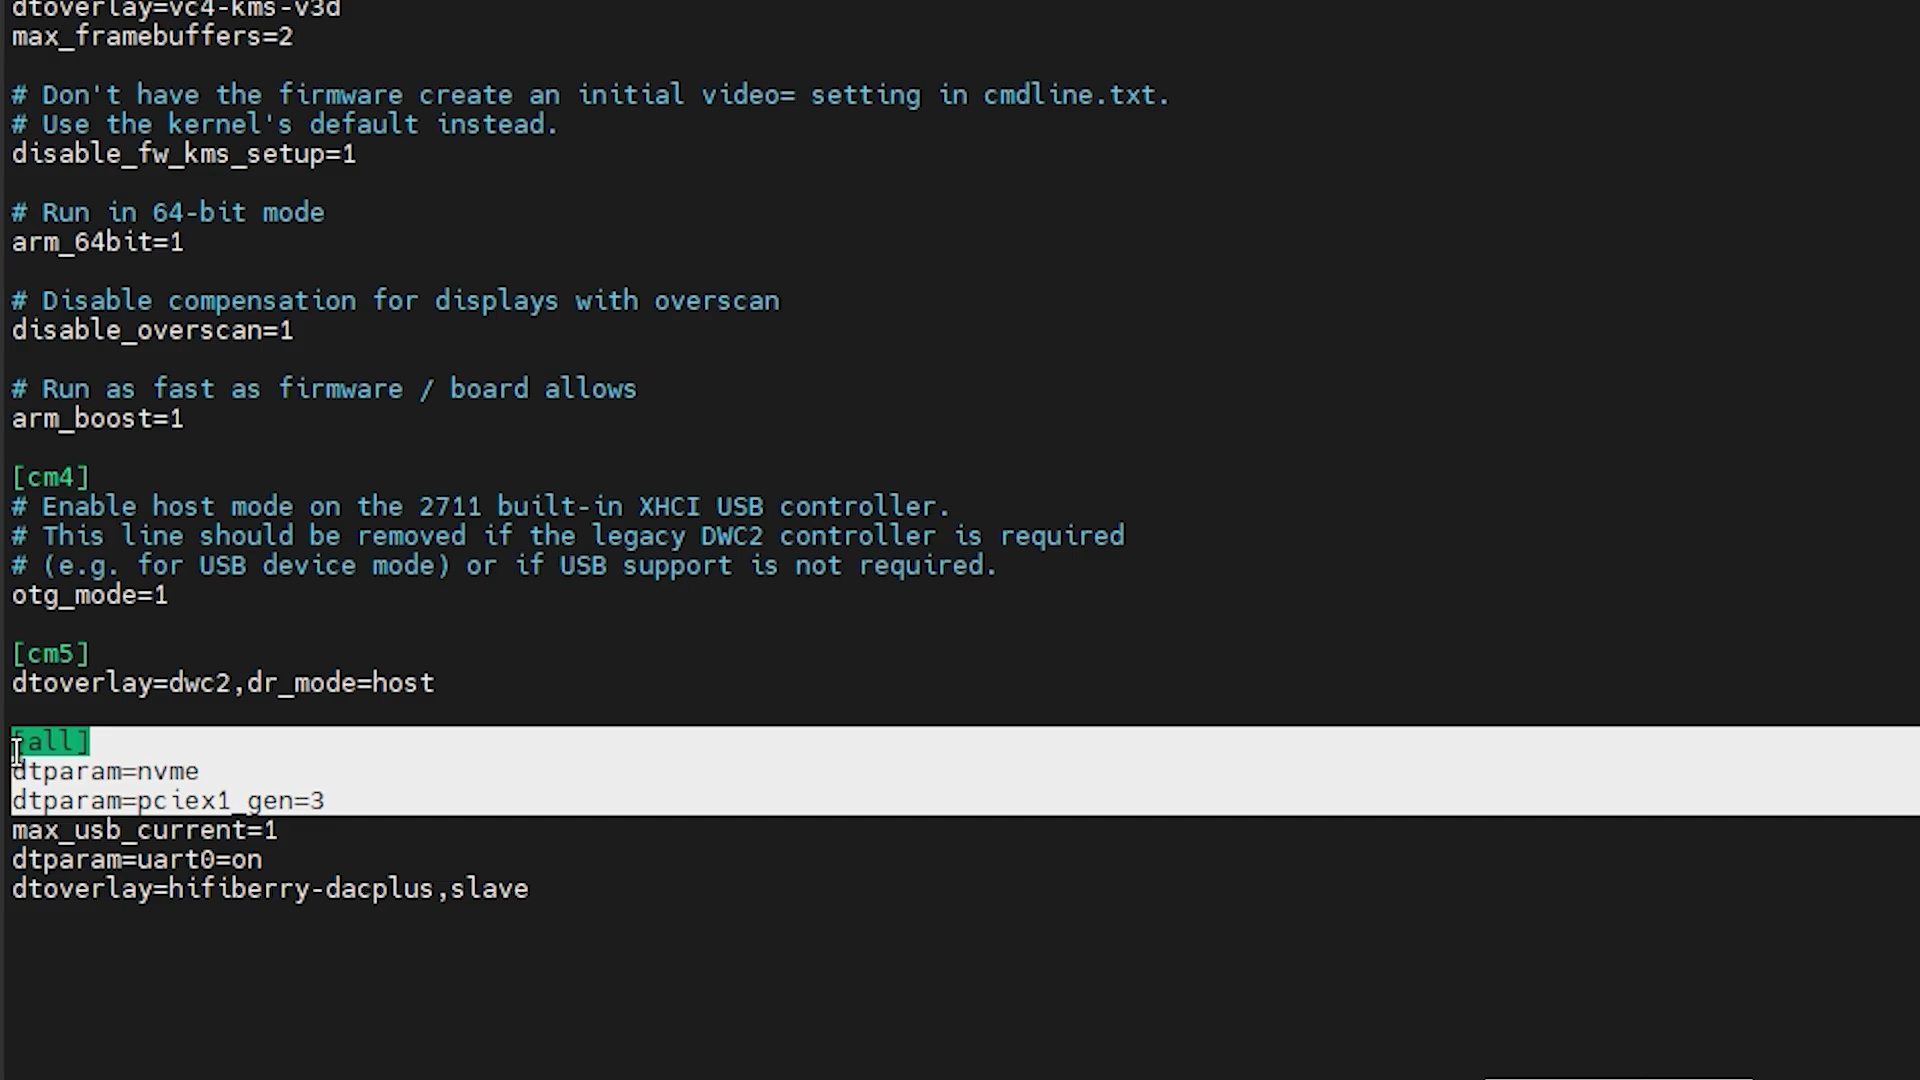 dtoverlay=vc4-kms-v3d
max_framebuffers=2
# Don't have the firmware create an initial video= setting in cmdline.txt.
# Use the kernel's default instead.
disable_fw_kms_setup=1
# Run in 64-bit mode
arm_64bit=1
# Disable compensation for displays with overscan
disable_overscan=1
# Run as fast as firmware / board allows
arm_boost=1
[cm4]
# Enable host mode on the 2711 built-in XHCI USB controller.
# This line should be removed if the legacy DWC2 controller is required
# (e.g. for USB device mode) or if USB support is not required.
otg_mode=1
[cm5]
dtoverlay=dwc2,dr_mode=host
[all]
dtparam=nvme
dtparam=pciex1_gen=3
max_usb_current=1
dtparam=uart0=on
dtoverlay=hifiberry-dacplus,slave